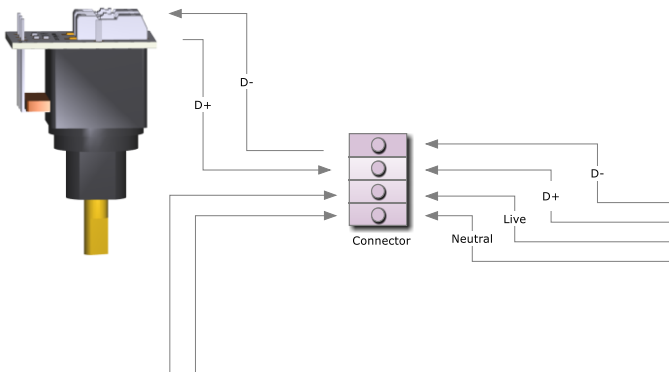 D-
D+
D-
D+
Live
Neutral
Connector